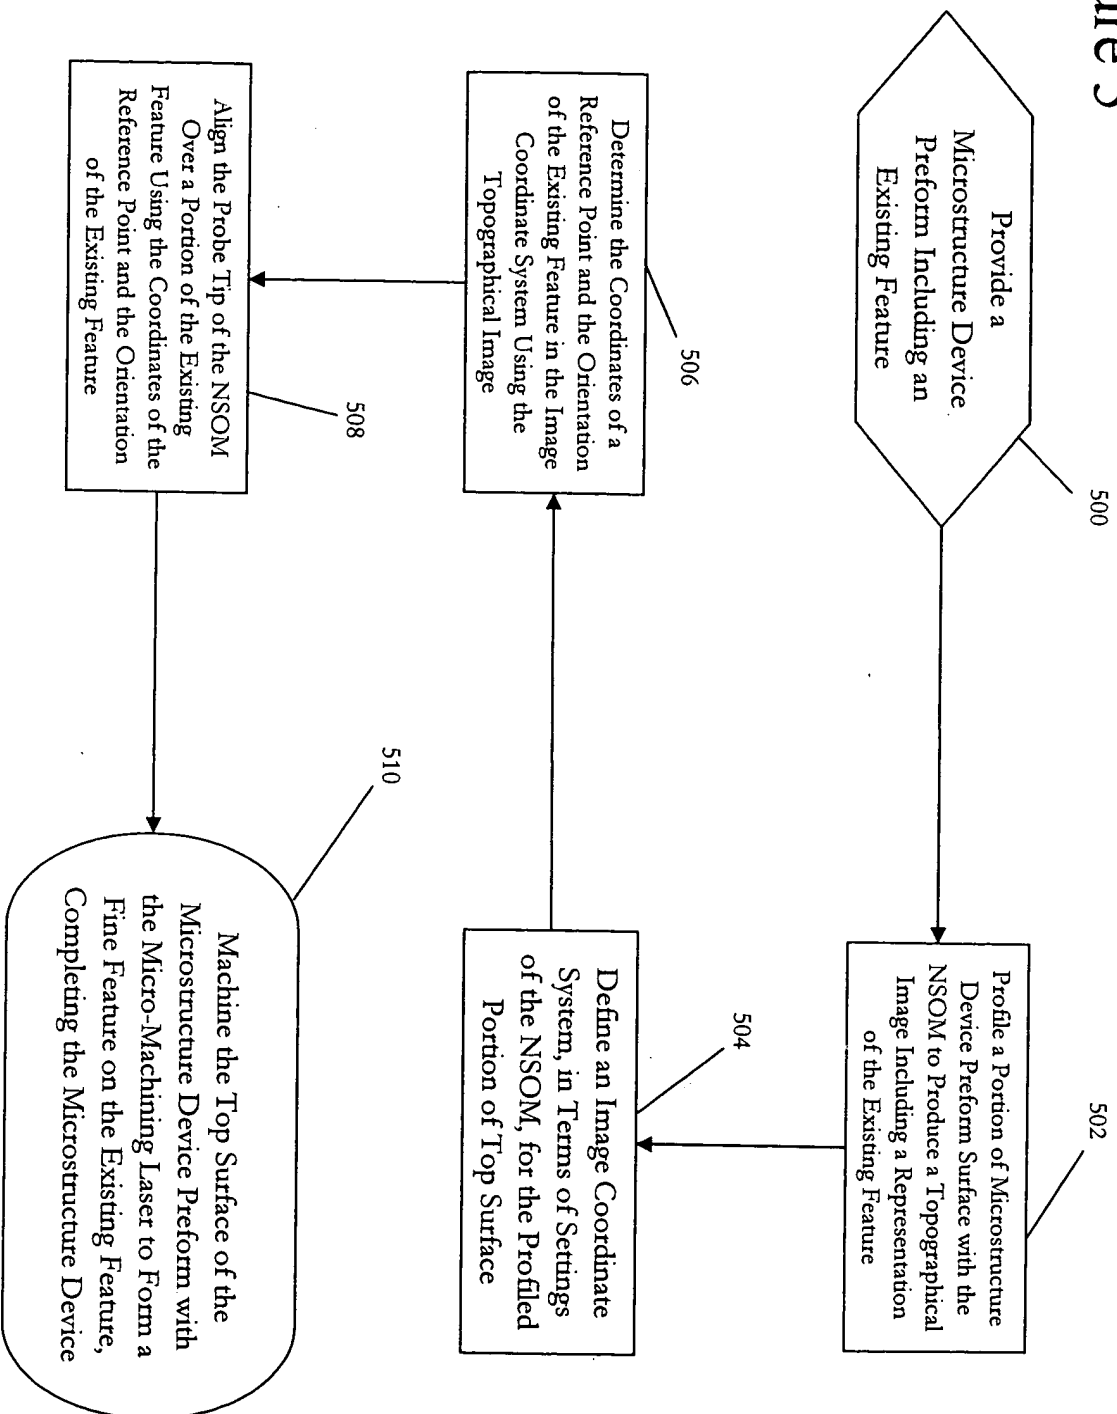 Provide a
Microstructure Device
Preform Including an
Existing Feature
500
Profile a Portion of Microstructure
Device Preform Surface with the
NSOM to Produce a Topographical
Image Including a Representation
of the Existing Feature
502
Define an Image Coordinate
System, in Terms of Settings
of the NSOM, for the Profiled
Portion of Top Surface
504
Determine the Coordinates of a
Reference Point and the Orientation
of the Existing Feature in the Image
Coordinate System Using the
Topographical Image
506
Align the Probe Tip of the NSOM
Over a Portion of the Existing
Feature Using the Coordinates of the
Reference Point and the Orientation
of the Existing Feature
508
Machine the Top Surface of the
Microstructure Device Preform with
the Micro-Machining Laser to Form a
Fine Feature on the Existing Feature,
Completing the Microstructure Device
510